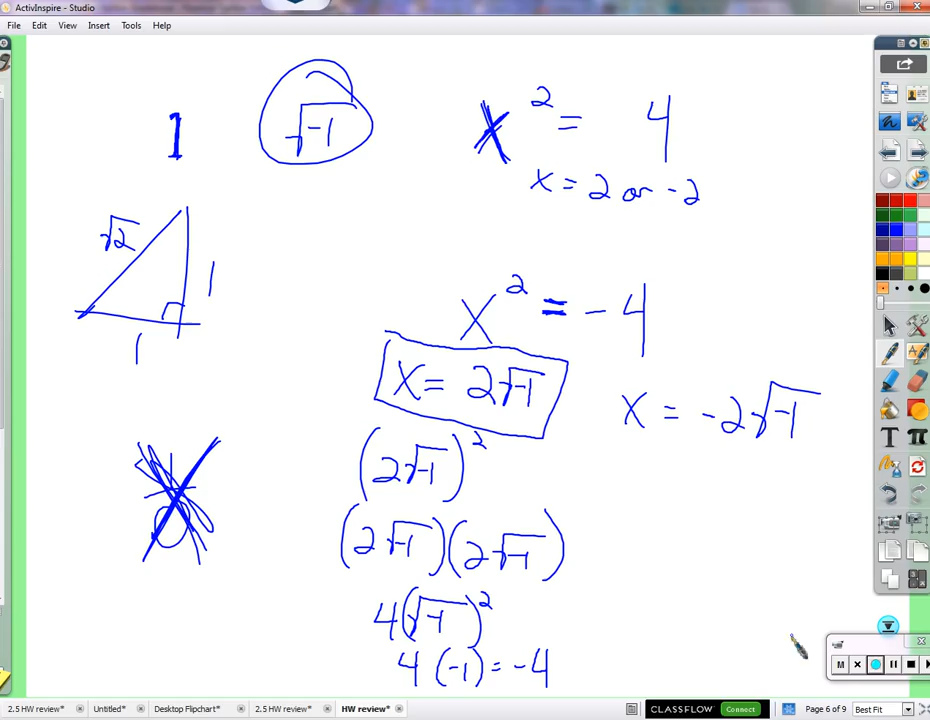 ActivInspire - Studio
File Edit View Insert Tools Help
1
√-1
x² = 4
x = 2 or -2
√2
1
1
x² = -4
x = 2√-1
x = -2√-1
(2√-1)²
(2√-1)(2√-1)
4(√-1)²
4(-1) = -4
2.5 HW review*
Untitled*
Desktop Flipchart*
2.5 HW review*
HW review*
CLASSFLOW Connect
Page 6 of 9
Best Fit